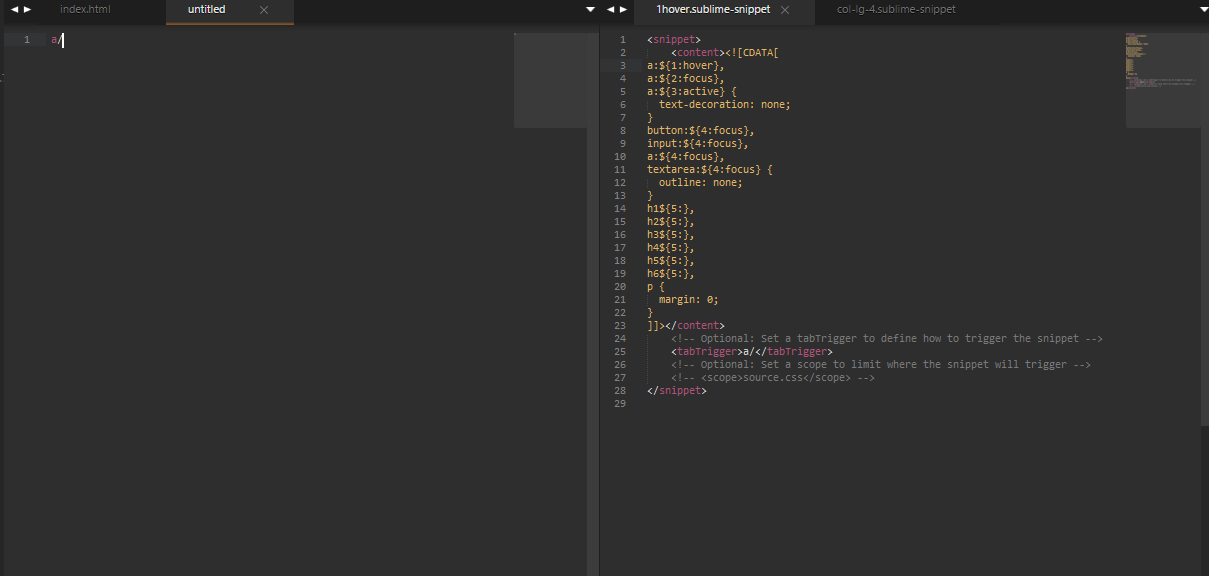 index.html
untitled
1hover.sublime-snippet
col-lg-4.sublime-snippet
1 a/
1 <snippet>
2 <content><![CDATA[
3 a:${1:hover},
4 a:${2:focus},
5 a:${3:active} {
6 text-decoration: none;
7 }
8 button:${4:focus},
9 input:${4:focus},
10 a:${4:focus},
11 textarea:${4:focus} {
12 outline: none;
13 }
14 h1${5:},
15 h2${5:},
16 h3${5:},
17 h4${5:},
18 h5${5:},
19 h6${5:},
20 p {
21 margin: 0;
22 }
23 ]]></content>
24 <!-- Optional: Set a tabTrigger to define how to trigger the snippet -->
25 <tabTrigger>a/</tabTrigger>
26 <!-- Optional: Set a scope to limit where the snippet will trigger -->
27 <!-- <scope>source.css</scope> -->
28 </snippet>
29